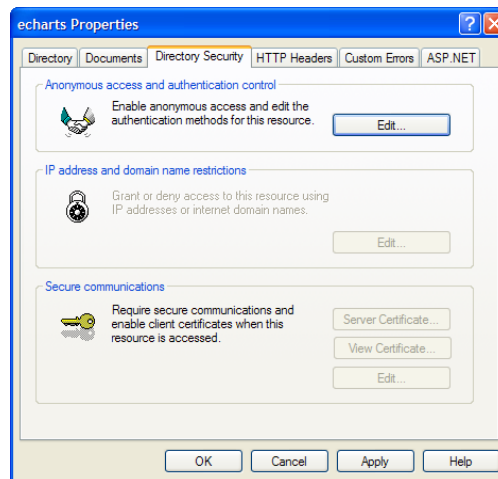 echarts Properties
Directory Documents Directory Security HTTP Headers Custom Errors ASP.NET
Anonymous access and authentication control
Enable anonymous access and edit the
authentication methods for this resource.
Edit...
IP address and domain name restrictions
Grant or deny access to this resource using
IP addresses or internet domain names.
Edit...
Secure communications
Require secure communications and
enable client certificates when this
resource is accessed.
Server Certificate...
View Certificate...
Edit...
OK Cancel Apply Help